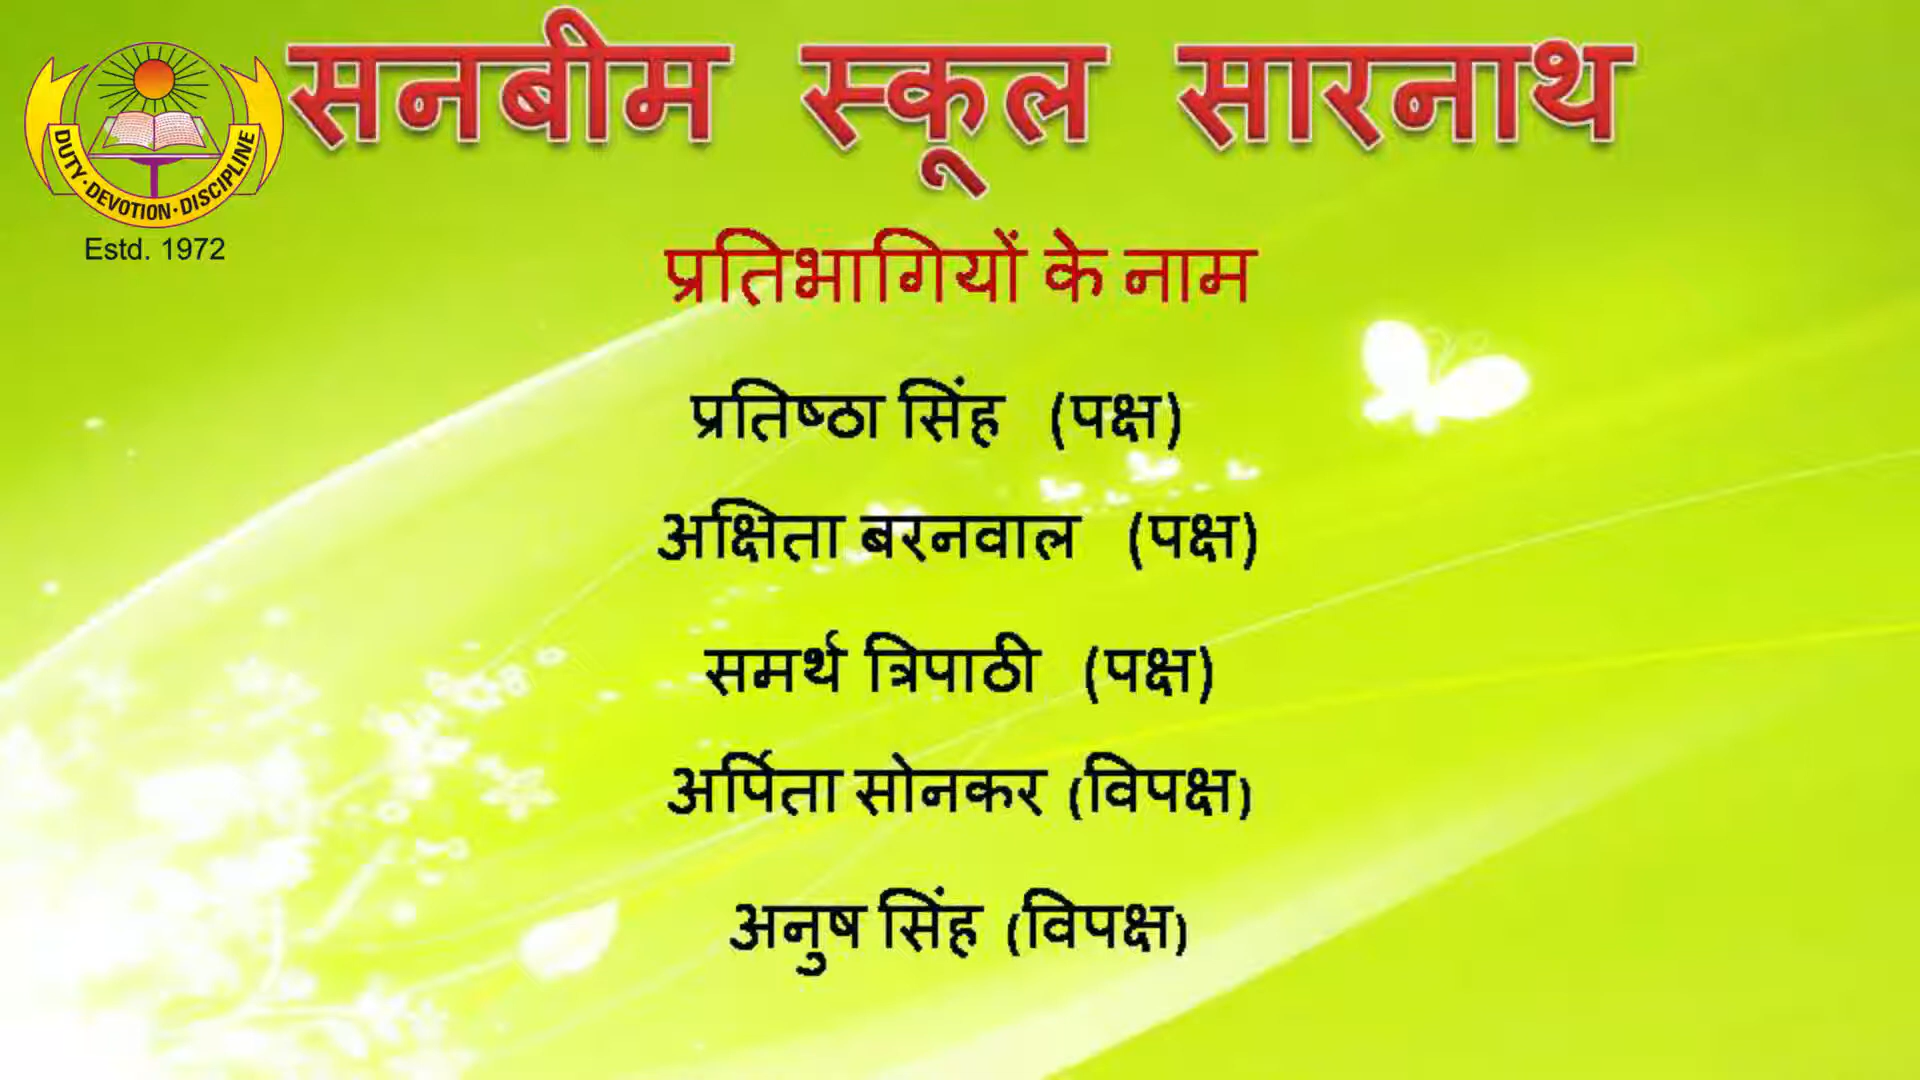 सनबीम स्कूल सारनाथ
DUTY·DEVOTION·DISCIPLINE
Estd. 1972
प्रतिभागियों के नाम
प्रतिष्ठा सिंह (पक्ष)
अक्षिता बरनवाल (पक्ष)
समर्थ त्रिपाठी (पक्ष)
अर्पिता सोनकर (विपक्ष)
अनुष सिंह (विपक्ष)